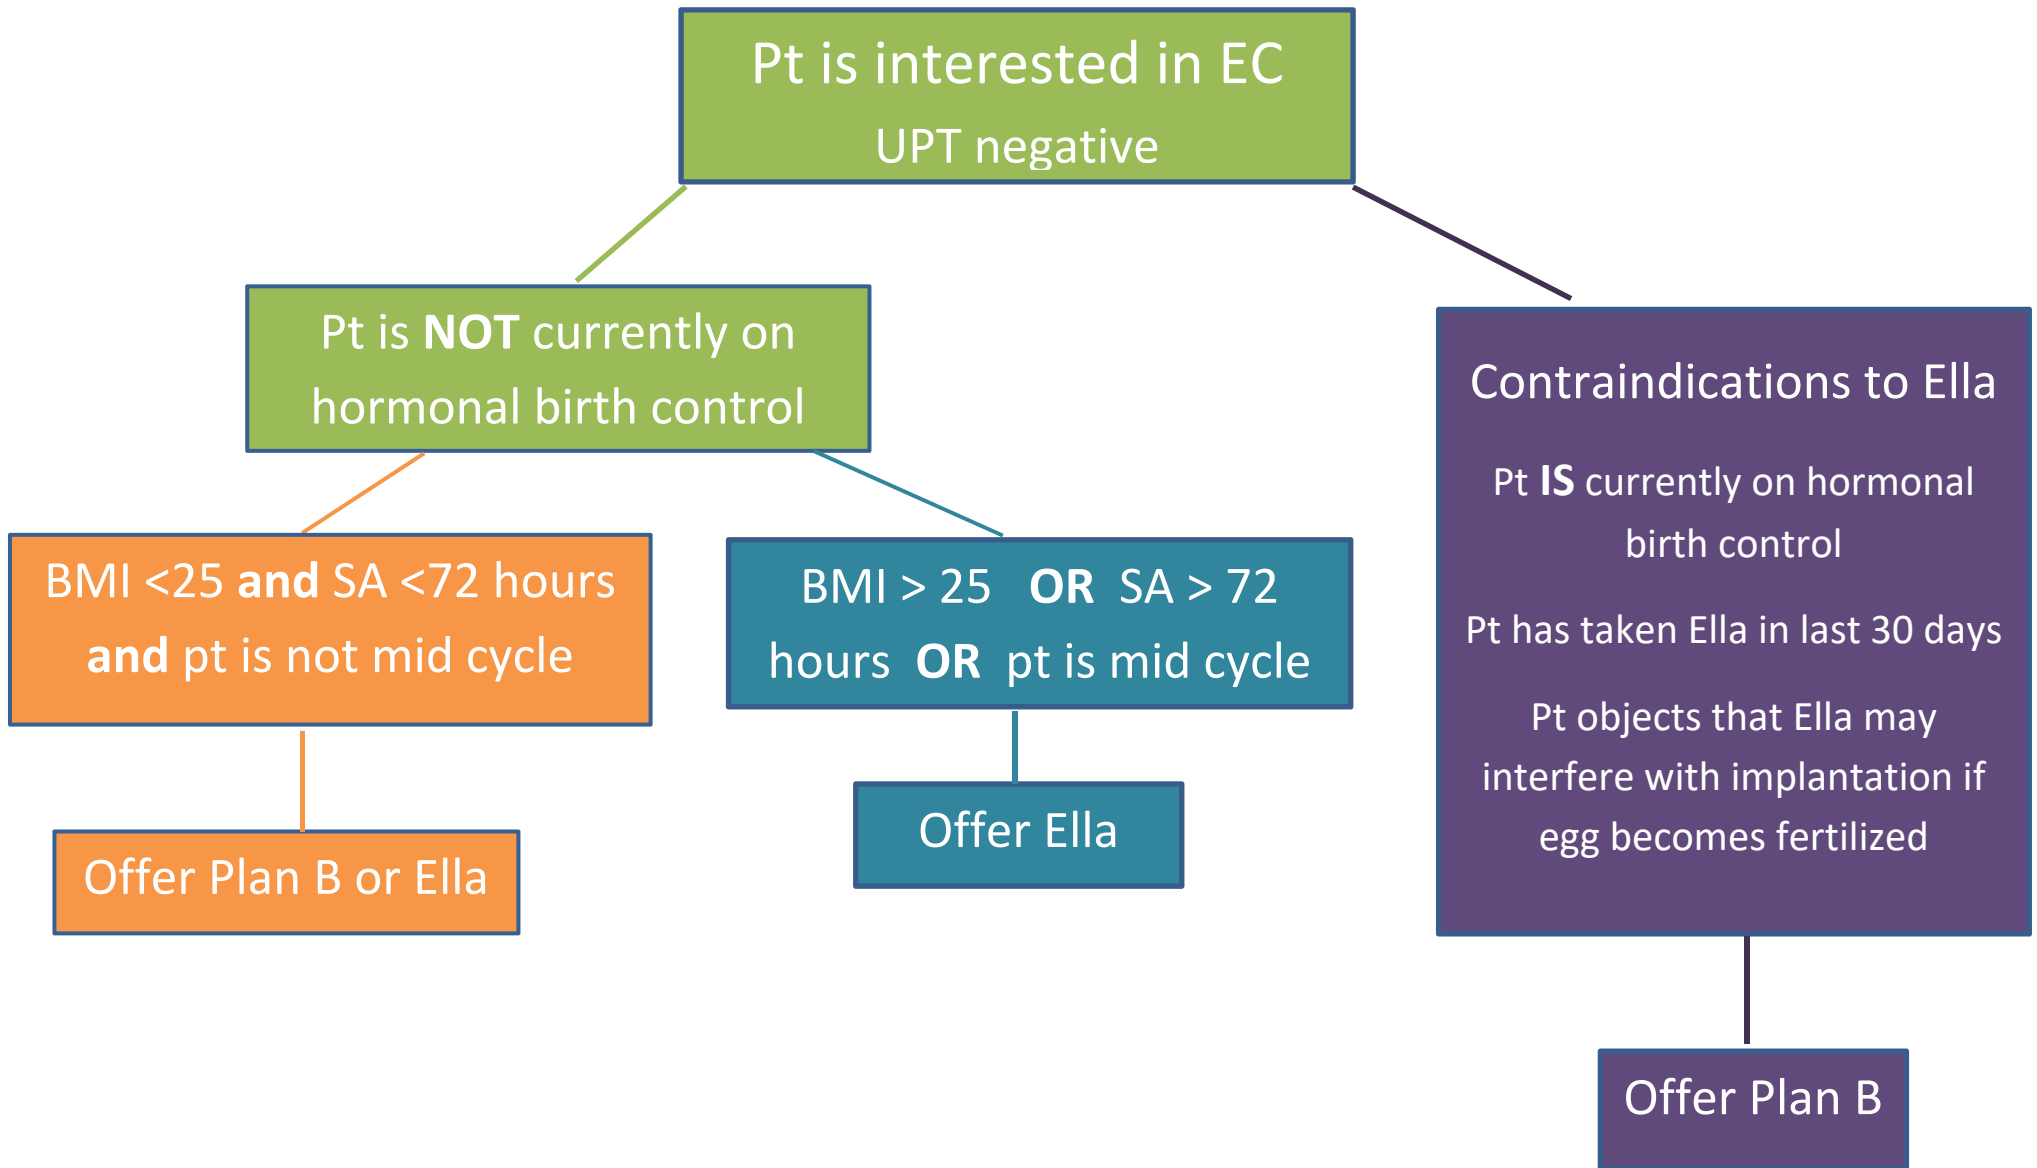 Pt is interested in EC
UPT negative
Pt is NOT currently on
hormonal birth control
BMI <25 and SA <72 hours
and pt is not mid cycle
Offer Plan B or Ella
BMI > 25 OR SA > 72
hours OR pt is mid cycle
Offer Ella
Contraindications to Ella
Pt IS currently on hormonal
birth control
Pt has taken Ella in last 30 days
Pt objects that Ella may
interfere with implantation if
egg becomes fertilized
Offer Plan B